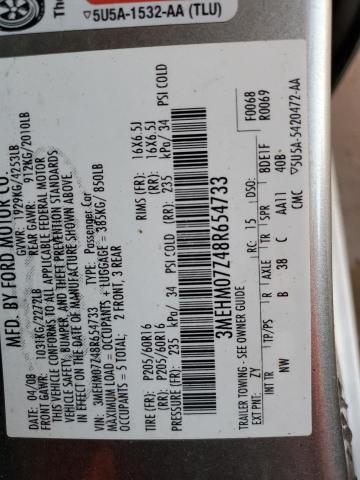 ▽5U5A-1532-AA (TLU)
MFD. BY FORD MOTOR CO.
DATE: 04/08 GVWR: 1929KG/4253LB
FRONT GAWR: 1031KG/2272LB REAR GAWR: 912KG/2010LB
THIS VEHICLE CONFORMS TO ALL APPLICABLE FEDERAL MOTOR
VEHICLE SAFETY, BUMPER, AND THEFT PREVENTION STANDARDS
IN EFFECT ON THE DATE OF MANUFACTURE SHOWN ABOVE.
VIN: 3MEHM07Z48R654733 TYPE: Passenger Car
MAXIMUM LOAD = OCCUPANTS + LUGGAGE = 385KG/ 850LB
OCCUPANTS = 5 TOTAL; 2 FRONT, 3 REAR
TIRE (FR): P205/60R16 RIMS (FR): 16X6.5J
(RR): P205/60R16 (RR): 16X6.5J
PRESSURE (FR): 235 kPa/ 34 PSI COLD
(RR): 235 kPa/ 34 PSI COLD
3MEHM07Z48R654733
F0068
R0069
TRAILER TOWING - SEE OWNER GUIDE
EXT PNT: ZY RC: 15 DSO:
INT TR TP/PS R AXLE TR SPR BDETF
NW B 38 C AA11 40B-
CMC ▽5U5A-5420472-AA